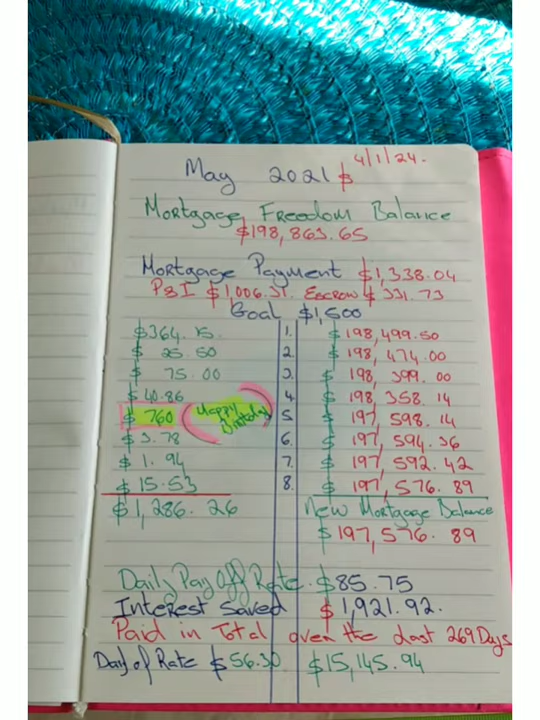 4/1/24.
May 2021 $
Mortgage Freedom Balance
$198,863.65
Mortgage Payment $1,338.04
P&I $1,006.31. Escrow $331.73
Goal $1,500
$364.15. 1. $198,499.50
$ 25.50 2. $198,474.00
$ 75.00 3. $198,399.00
$40.86 4. $198,358.14
$760 (Happy Birthday) 5 $197,598.14
$3.78 6. $197,594.36
$1.94 7. $197,592.42
$15.53 8. $197,576.89
$1,286.26 New Mortgage Balance
$197,576.89
Daily Pay Off Rate: $85.75
Interest Saved $1,921.92.
Paid in Total over the Last 269 Days
Day of Rate $56.30 $15,145.94